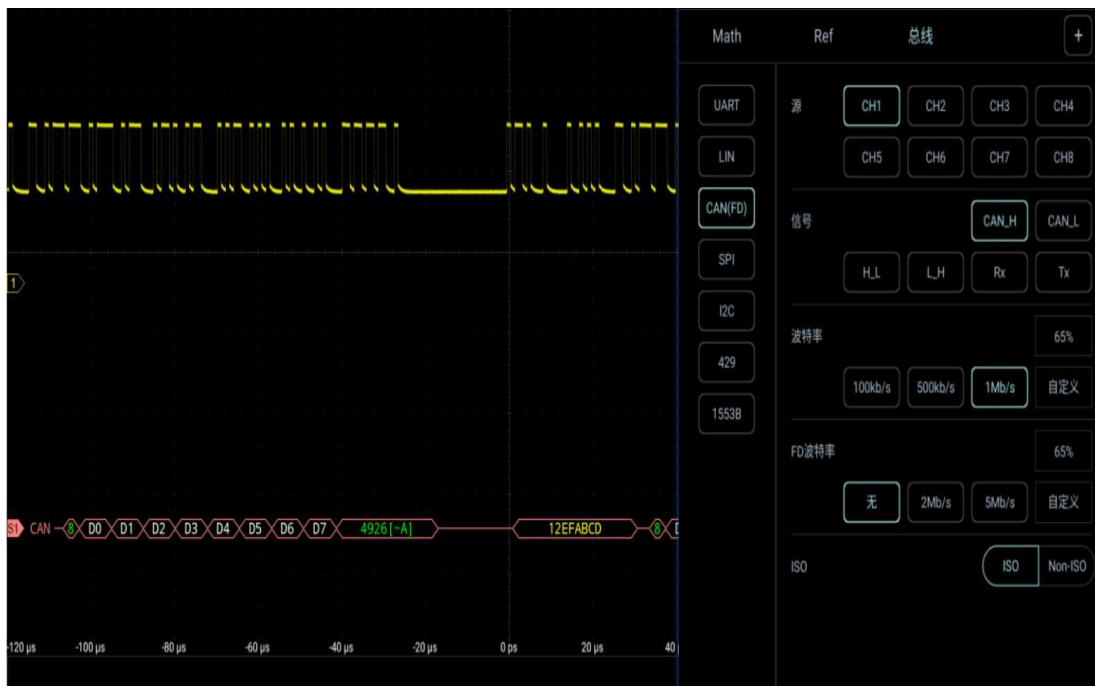 Math Ref 总线 +
UART
LIN
CAN(FD)
SPI
I2C
429
1553B
源 CH1 CH2 CH3 CH4
CH5 CH6 CH7 CH8
信号 CAN_H CAN_L
H_L L_H Rx Tx
波特率 65%
100kb/s 500kb/s 1Mb/s 自定义
FD波特率 65%
无 2Mb/s 5Mb/s 自定义
ISO ISO Non-ISO
1
S1 CAN 8 D0 D1 D2 D3 D4 D5 D6 D7 4926[~A] 12EFABCD 8
-120 μs -100 μs -80 μs -60 μs -40 μs -20 μs 0 ps 20 μs 40